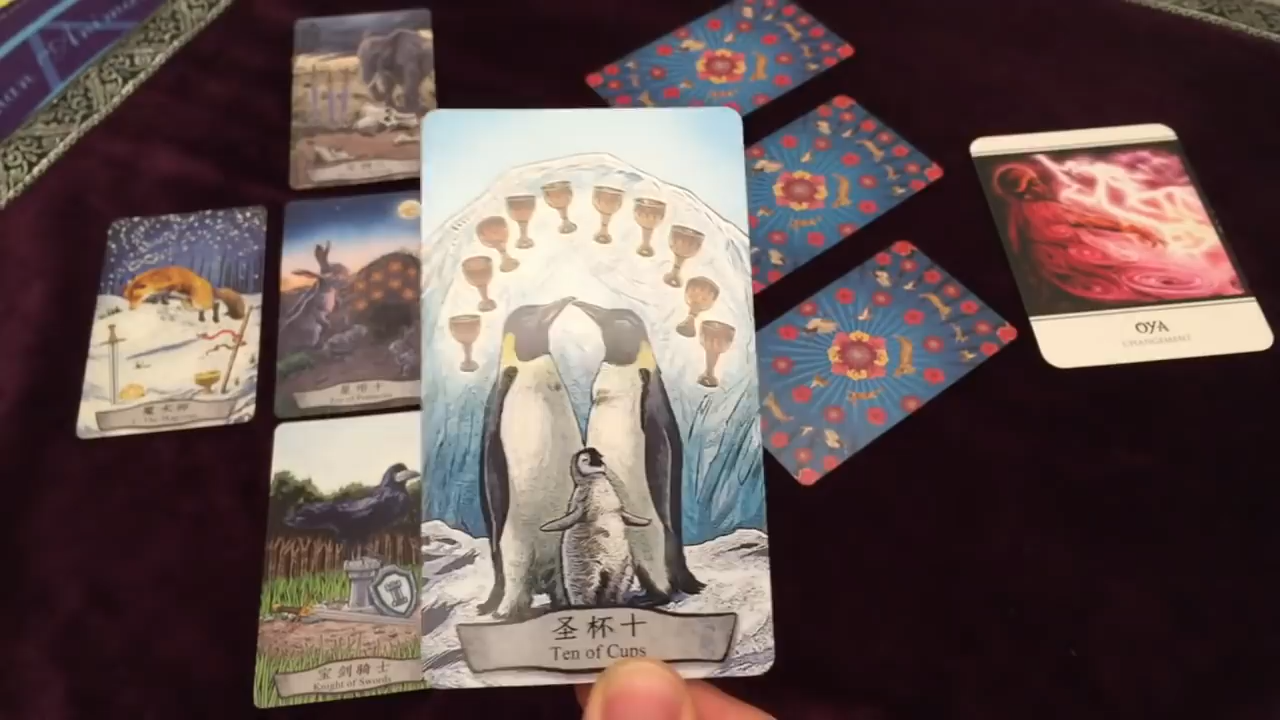 圣杯十
Ten of Cups
宝剑骑士
Knight of Swords
星币十
Ten of Pentacles
魔术师
I. The Magician
OYA
CHANGEMENT